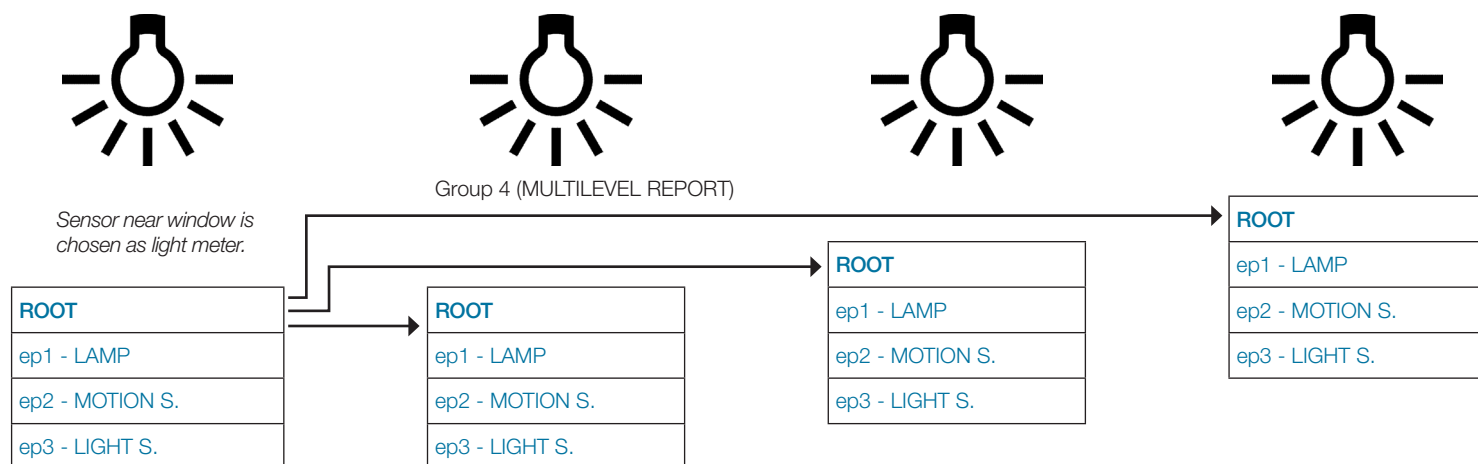 Group 4 (MULTILEVEL REPORT)
Sensor near window is
chosen as light meter.
ROOT
ep1 - LAMP
ep2 - MOTION S.
ep3 - LIGHT S.
ROOT
ep1 - LAMP
ep2 - MOTION S.
ep3 - LIGHT S.
ROOT
ep1 - LAMP
ep2 - MOTION S.
ep3 - LIGHT S.
ROOT
ep1 - LAMP
ep2 - MOTION S.
ep3 - LIGHT S.